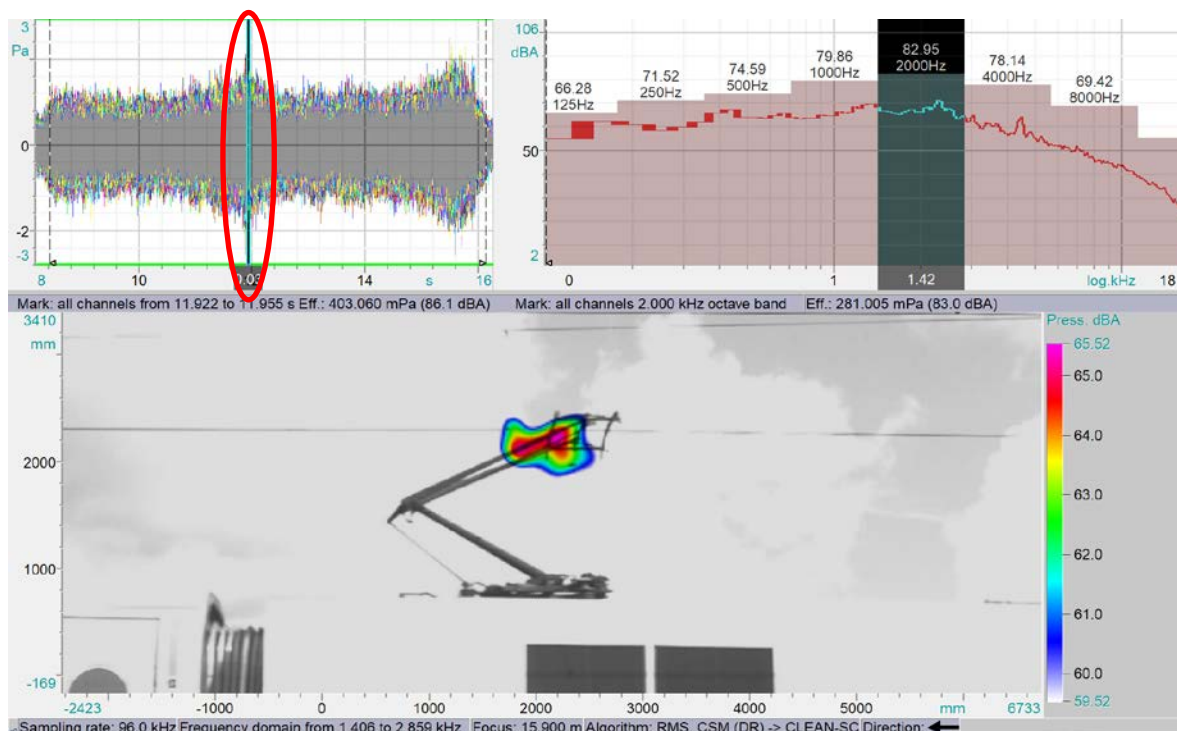 3
Pa
0
-2
-3
8 10 0.03 14 s 16
106
dBA
50
2
66.28
125Hz
71.52
250Hz
74.59
500Hz
79.86
1000Hz
82.95
2000Hz
78.14
4000Hz
69.42
8000Hz
0 1 1.42 log.kHz 18
Mark: all channels from 11.922 to 11.955 s Eff.: 403.060 mPa (86.1 dBA)
Mark: all channels 2.000 kHz octave band Eff.: 281.005 mPa (83.0 dBA)
3410
mm
2000
1000
-169
-2423 -1000 0 1000 2000 3000 4000 5000 mm 6733
Press. dBA
65.52
65.0
64.0
63.0
62.0
61.0
60.0
59.52
Sampling rate: 96.0 kHz Frequency domain from 1.406 to 2.859 kHz Focus: 15.900 m Algorithm: RMS, CSM (DR) -> CLEAN-SC Direction: